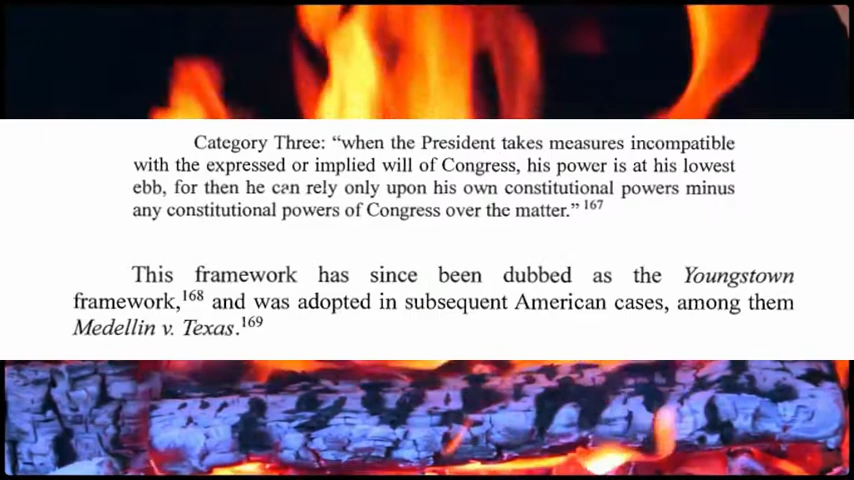 Category Three: “when the President takes measures incompatible
with the expressed or implied will of Congress, his power is at his lowest
ebb, for then he can rely only upon his own constitutional powers minus
any constitutional powers of Congress over the matter.” 167
This framework has since been dubbed as the Youngstown
framework,168 and was adopted in subsequent American cases, among them
Medellin v. Texas.169